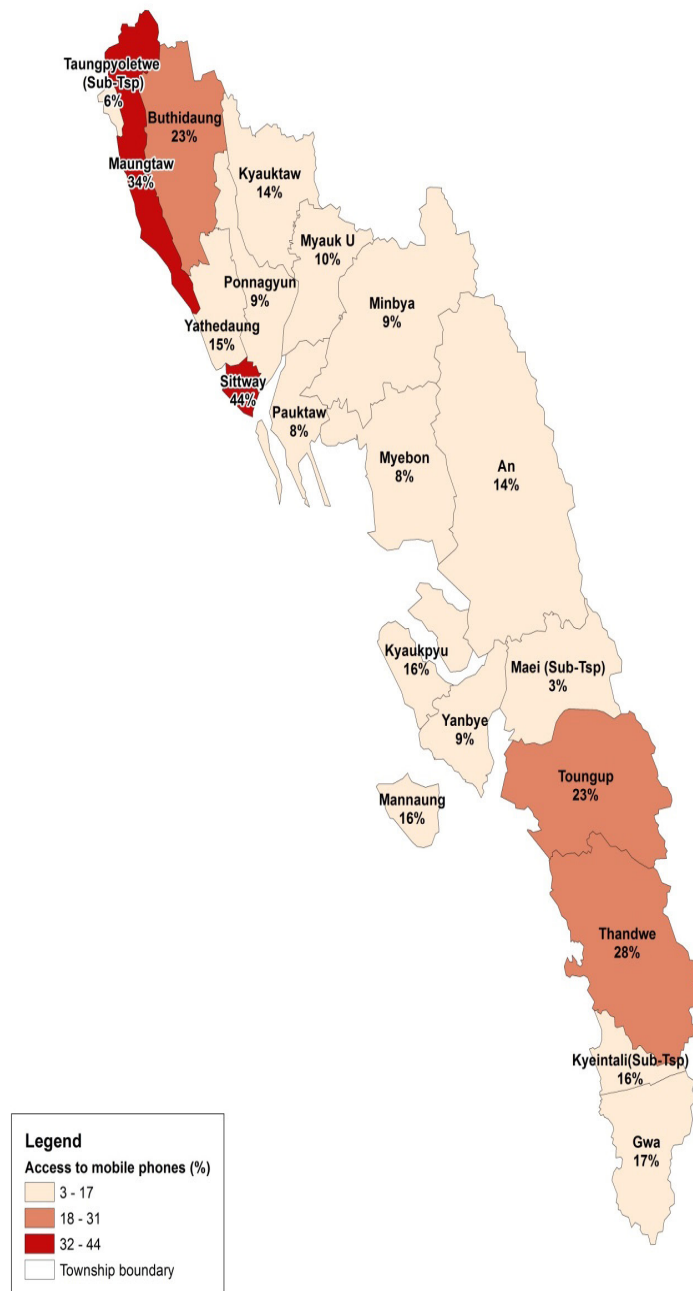 Taungpyoletwe
(Sub-Tsp)
6%
Buthidaung
23%
Maungtaw
34%
Kyauktaw
14%
Myauk U
10%
Ponnagyun
9%
Minbya
9%
Yathedaung
15%
Sittway
44%
Pauktaw
8%
Myebon
8%
An
14%
Kyaukpyu
16%
Maei (Sub-Tsp)
3%
Yanbye
9%
Toungup
23%
Mannaung
16%
Thandwe
28%
Kyeintali(Sub-Tsp)
16%
Gwa
17%
Legend
Access to mobile phones (%)
3 - 17
18 - 31
32 - 44
Township boundary